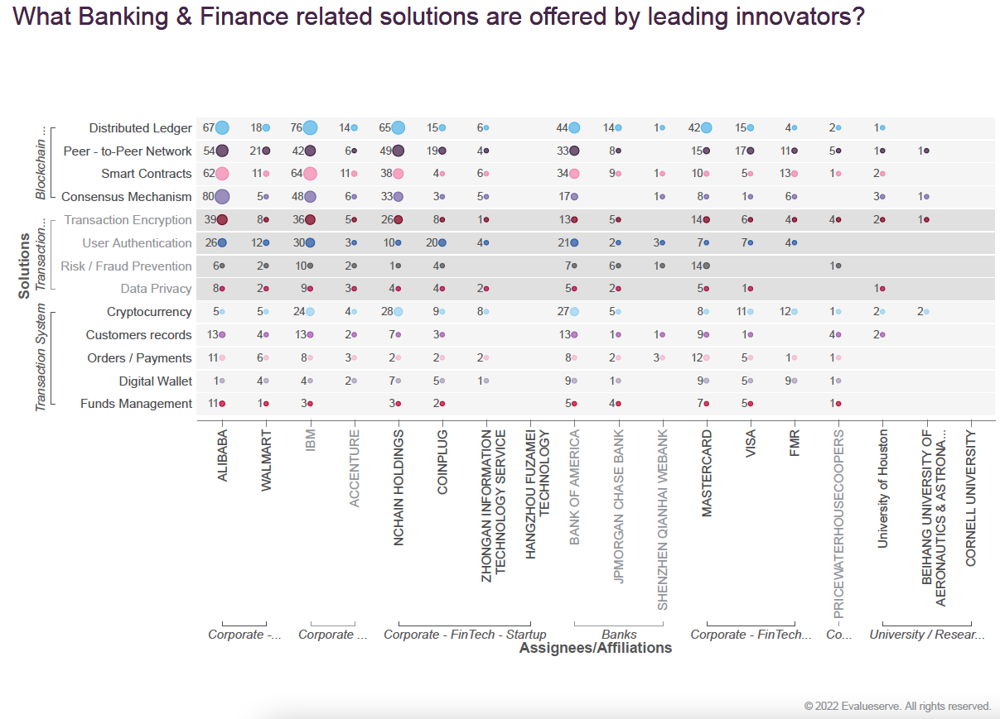 What Banking & Finance related solutions are offered by leading innovators?
Solutions
Blockchain ...
Transaction...
Transaction System
Distributed Ledger 67 18 76 14 65 15 6 44 14 1 42 15 4 2 1
Peer - to-Peer Network 54 21 42 6 49 19 4 33 8 15 17 11 5 1 1
Smart Contracts 62 11 64 11 38 4 6 34 9 1 10 5 13 1 2
Consensus Mechanism 80 5 48 6 33 3 5 17 1 8 1 6 3 1
Transaction Encryption 39 8 36 5 26 8 1 13 5 14 6 4 4 2 1
User Authentication 26 12 30 3 10 20 4 21 2 3 7 7 4
Risk / Fraud Prevention 6 2 10 2 1 4 7 6 1 14 1
Data Privacy 8 2 9 3 4 4 2 5 2 5 1 1
Cryptocurrency 5 5 24 4 28 9 8 27 5 8 11 12 1 2 2
Customers records 13 4 13 2 7 3 13 1 1 9 1 4 2
Orders / Payments 11 6 8 3 2 2 2 8 2 3 12 5 1 1
Digital Wallet 1 4 4 2 7 5 1 9 1 9 5 9 1
Funds Management 11 1 3 3 2 5 4 7 5 1
ALIBABA
WALMART
IBM
ACCENTURE
NCHAIN HOLDINGS
COINPLUG
ZHONGAN INFORMATION
TECHNOLOGY SERVICE
HANGZHOU FUZAMEI
TECHNOLOGY
BANK OF AMERICA
JPMORGAN CHASE BANK
SHENZHEN QIANHAI WEBANK
MASTERCARD
VISA
FMR
PRICEWATERHOUSECOOPERS
University of Houston
BEIHANG UNIVERSITY OF
AERONAUTICS & ASTRONA...
CORNELL UNIVERSITY
Corporate -... Corporate ... Corporate - FinTech - Startup Banks Corporate - FinTech... Co... University / Resear...
Assignees/Affiliations
© 2022 Evalueserve. All rights reserved.